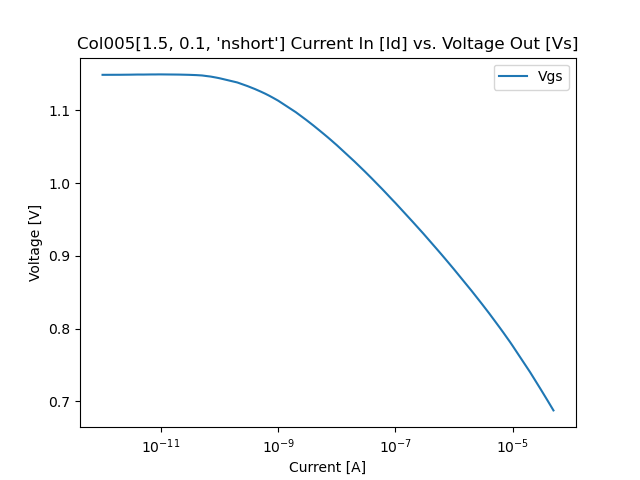 Col005[1.5, 0.1, 'nshort'] Current In [Id] vs. Voltage Out [Vs]
Vgs
1.1
1.0
0.9
0.8
0.7
Voltage [V]
10⁻¹¹ 10⁻⁹ 10⁻⁷ 10⁻⁵
Current [A]